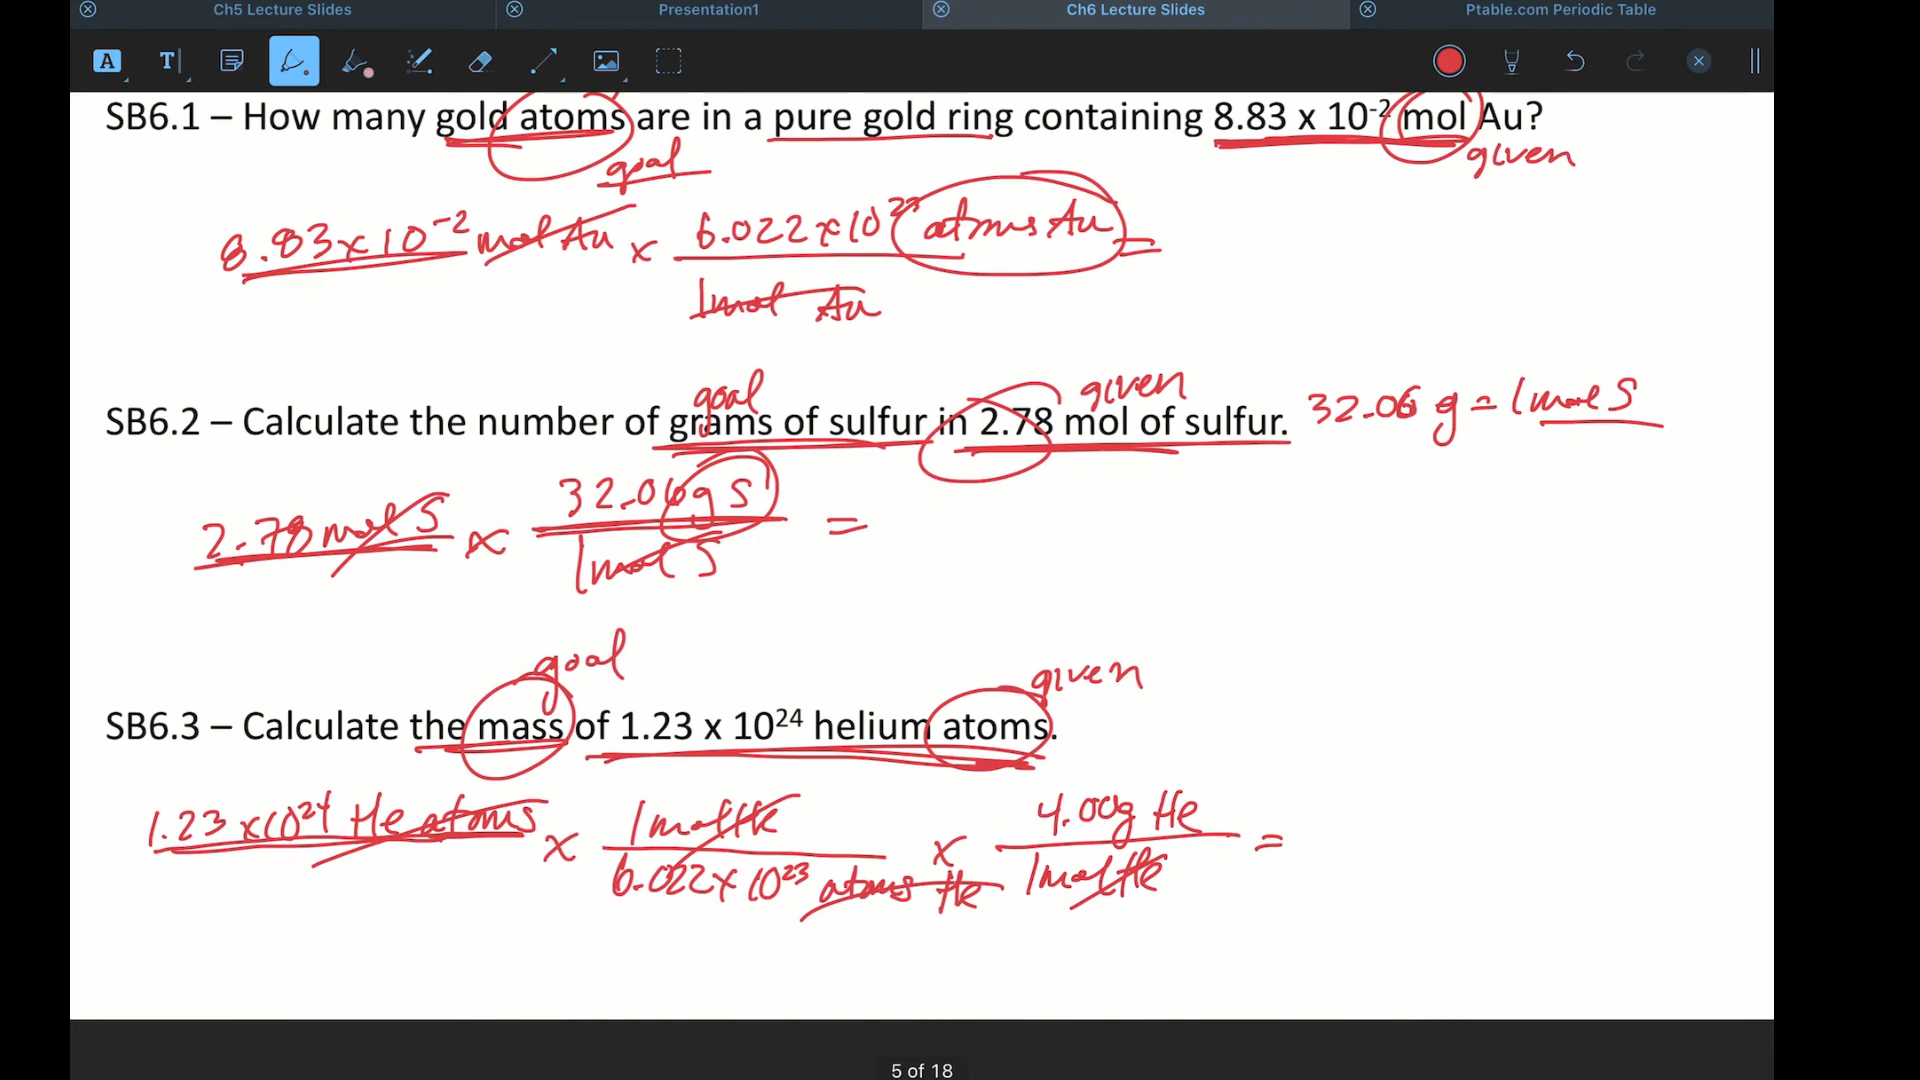 Ch5 Lecture Slides Presentation1 Ch6 Lecture Slides Ptable.com Periodic Table
A T
SB6.1 – How many gold atoms are in a pure gold ring containing 8.83 x 10⁻² mol Au?
goal given
8.83 x 10⁻² mol Au x 6.022 x 10²³ atoms Au =
1 mol Au
goal given
SB6.2 – Calculate the number of grams of sulfur in 2.78 mol of sulfur. 32.06 g = 1 mol S
2.78 mol S x 32.06 g S =
1 mol S
goal given
SB6.3 – Calculate the mass of 1.23 x 10²⁴ helium atoms.
1.23 x 10²⁴ He atoms x 1 mol He x 4.00g He =
6.022 x 10²³ atoms He 1 mol He
5 of 18